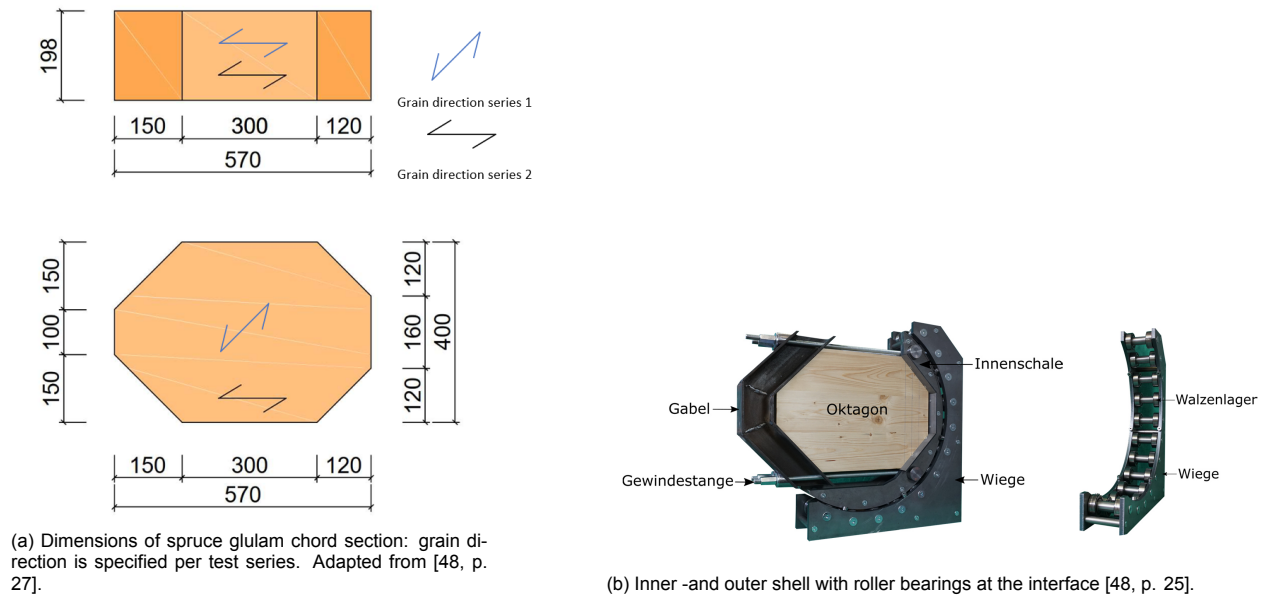 198
150
300
120
570
Grain direction series 1
Grain direction series 2
150
100
150
120
160
120
400
150
300
120
570
(a) Dimensions of spruce glulam chord section: grain di-
rection is specified per test series. Adapted from [48, p.
27].
Gabel
Oktagon
Innenschale
Gewindestange
Wiege
Walzenlager
Wiege
(b) Inner -and outer shell with roller bearings at the interface [48, p. 25].